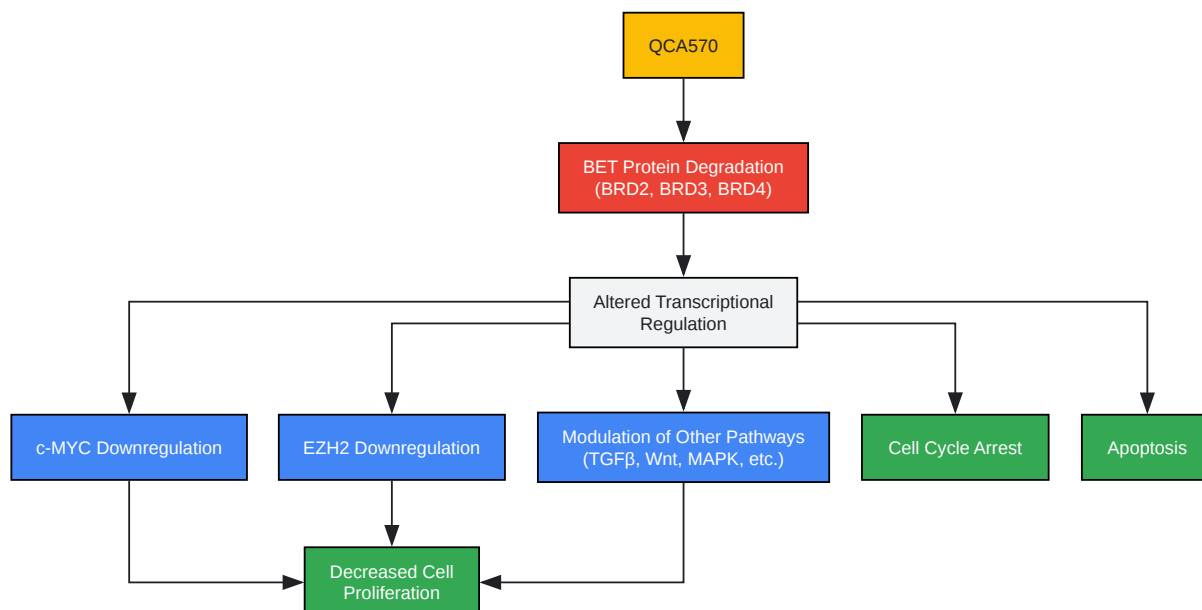 QCA570
BET Protein Degradation
(BRD2, BRD3, BRD4)
Altered Transcriptional
Regulation
c-MYC Downregulation
EZH2 Downregulation
Modulation of Other Pathways
(TGFβ, Wnt, MAPK, etc.)
Cell Cycle Arrest
Apoptosis
Decreased Cell
Proliferation